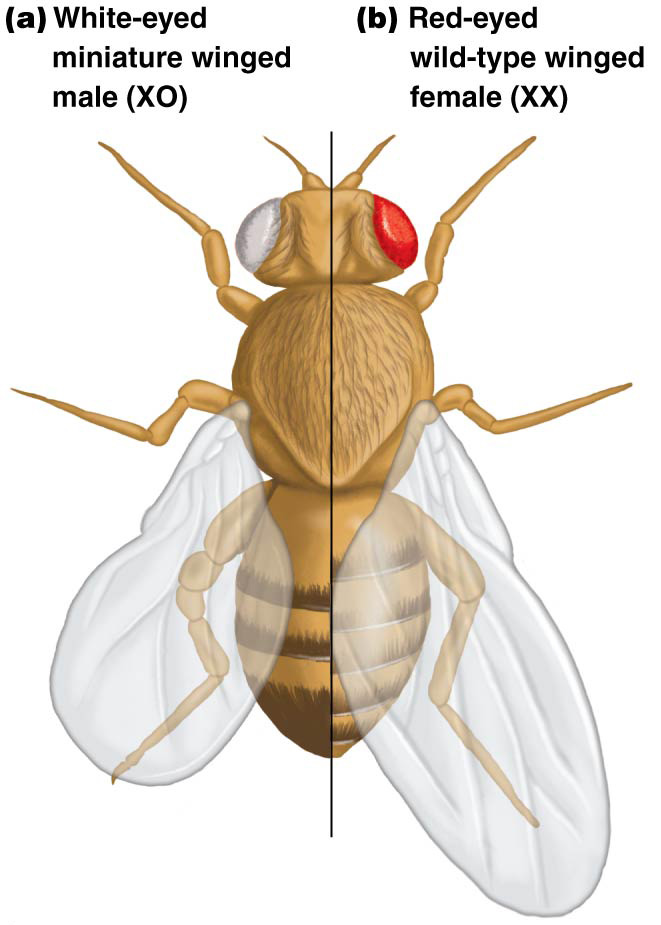 (a) White-eyed
miniature winged
male (XO)
(b) Red-eyed
wild-type winged
female (XX)